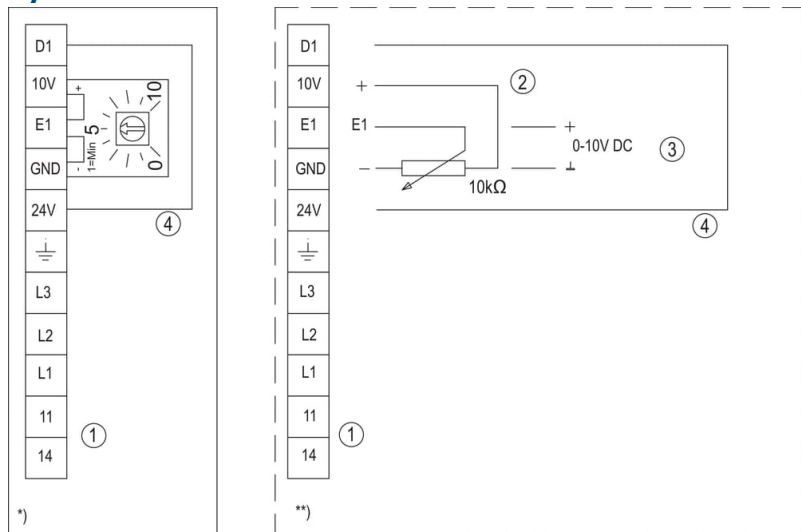 D1
10V
E1
GND
24V
L3
L2
L1
11
14
+
-
1=Min
5
10
0
④
①
*)
D1
10V
E1
GND
24V
L3
L2
L1
11
14
+
E1
–
10kΩ
②
+
0-10V DC
③
④
①
**)